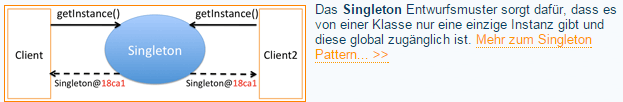 getInstance()
getInstance()
Client
Singleton
Client2
Singleton@18ca1
Singleton@18ca1
Das Singleton Entwurfsmuster sorgt dafür, dass es
von einer Klasse nur eine einzige Instanz gibt und
diese global zugänglich ist. Mehr zum Singleton
Pattern... >>